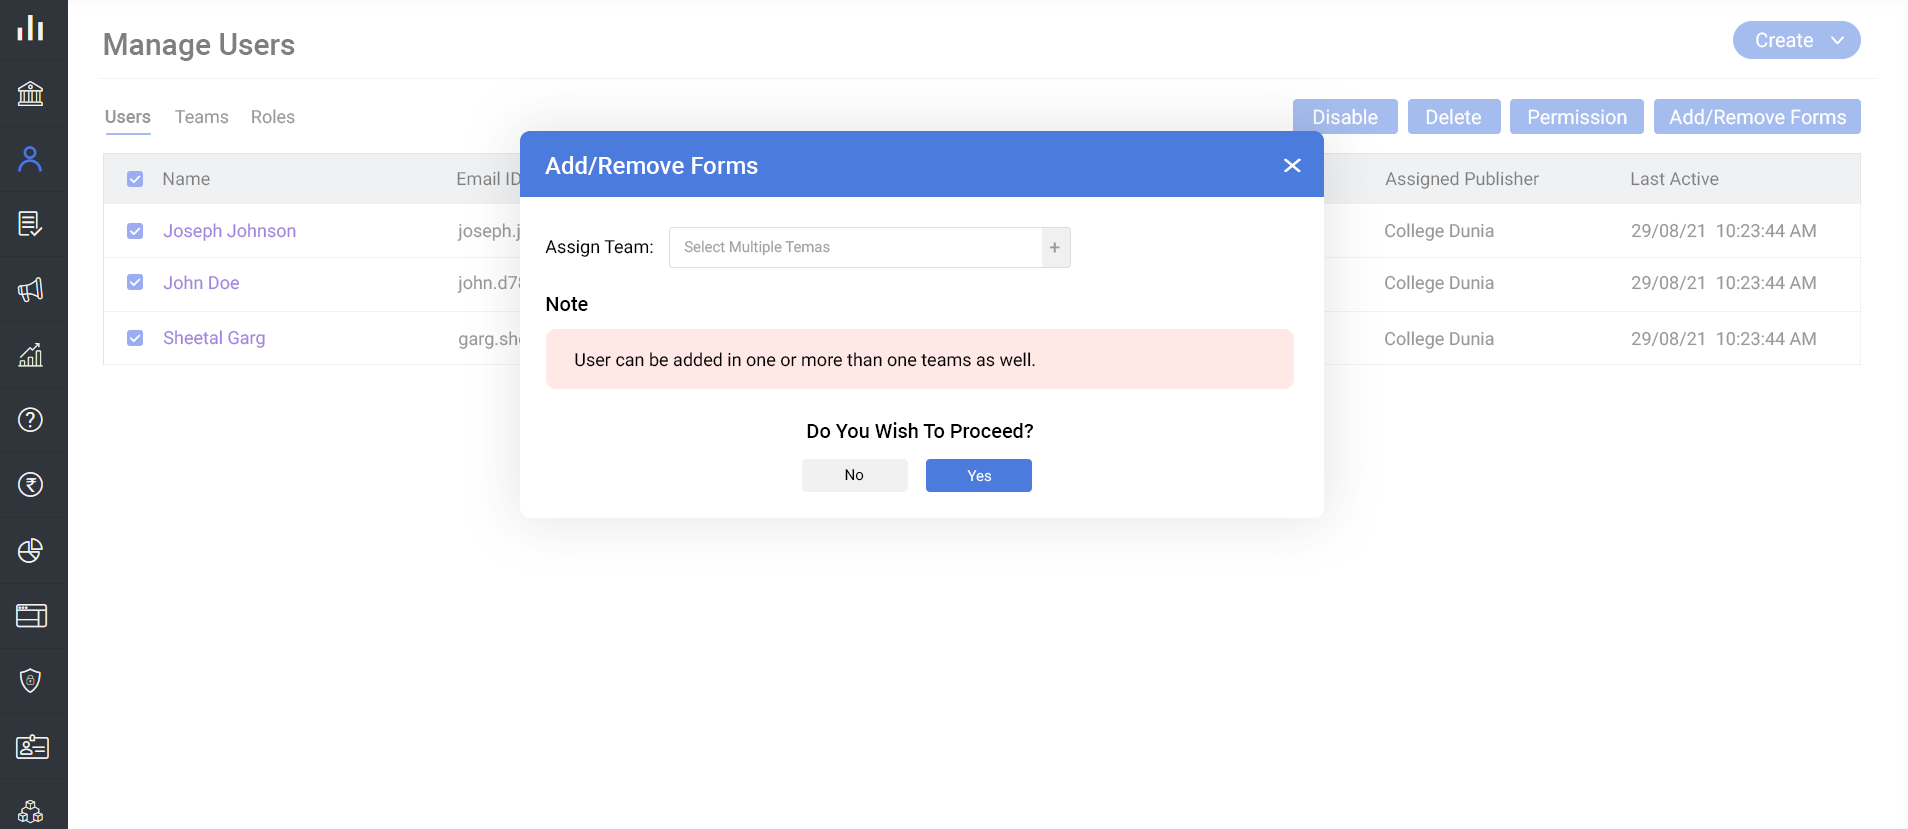 Manage Users
Create
Users Teams Roles
Disable Delete Permission Add/Remove Forms
Add/Remove Forms
Name Email ID Assigned Publisher Last Active
Joseph Johnson joseph.j College Dunia 29/08/21 10:23:44 AM
Assign Team: Select Multiple Temas +
John Doe john.d78 College Dunia 29/08/21 10:23:44 AM
Note
Sheetal Garg garg.she College Dunia 29/08/21 10:23:44 AM
User can be added in one or more than one teams as well.
Do You Wish To Proceed?
No Yes